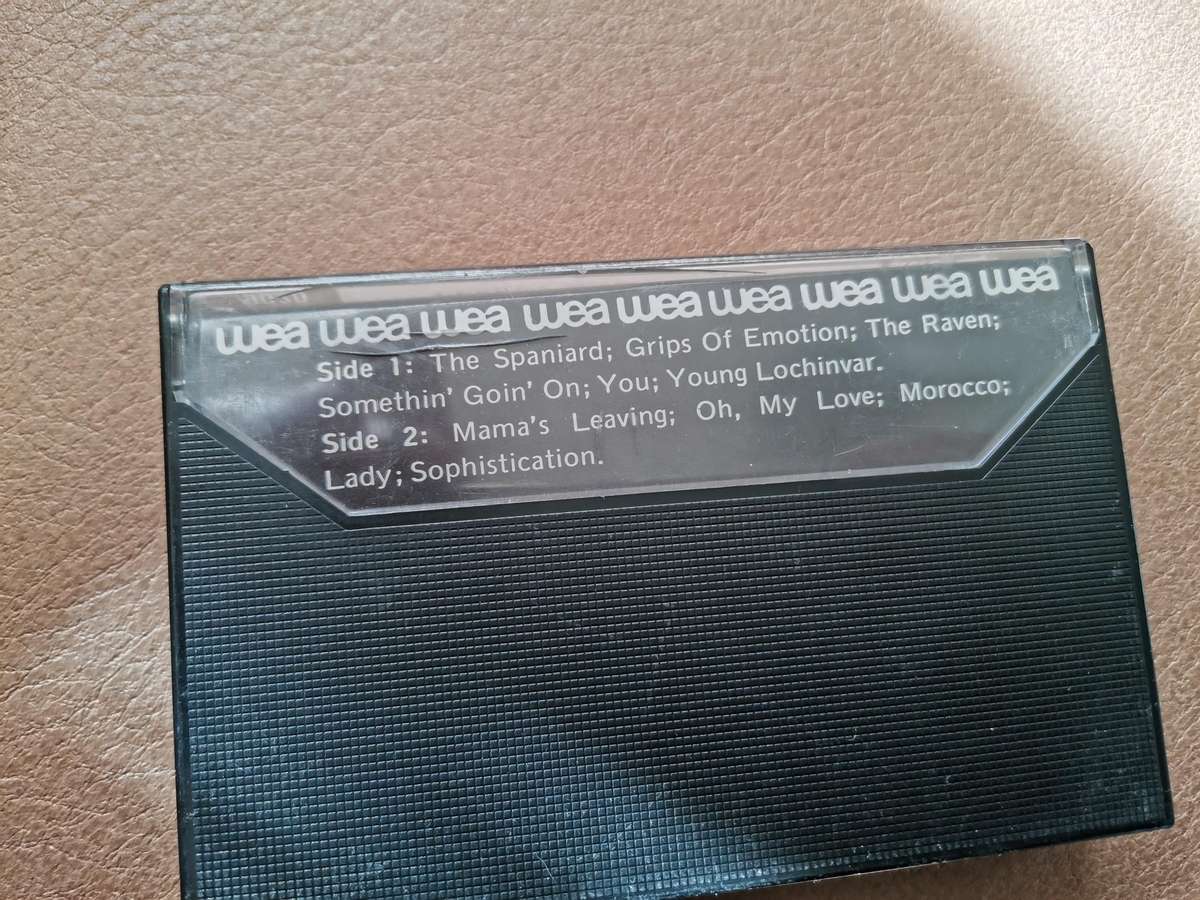 wea wea wea wea wea wea wea wea wea
Side 1: The Spaniard; Grips Of Emotion; The Raven;
Somethin' Goin' On; You; Young Lochinvar.
Side 2: Mama's Leaving; Oh, My Love; Morocco;
Lady; Sophistication.